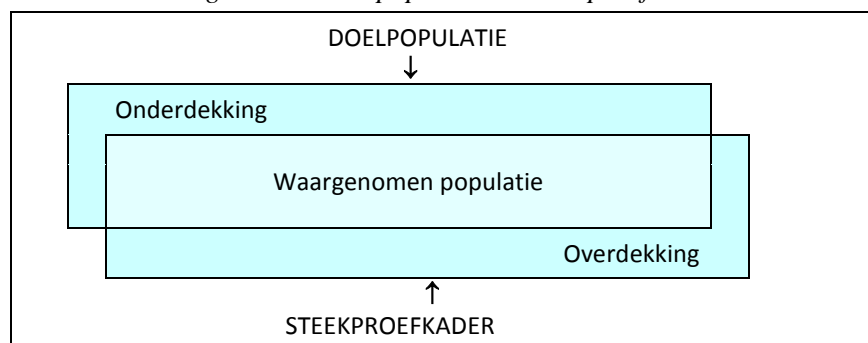 DOELPOPULATIE
Onderdekking
Waargenomen populatie
Overdekking
STEEKPROEFKADER